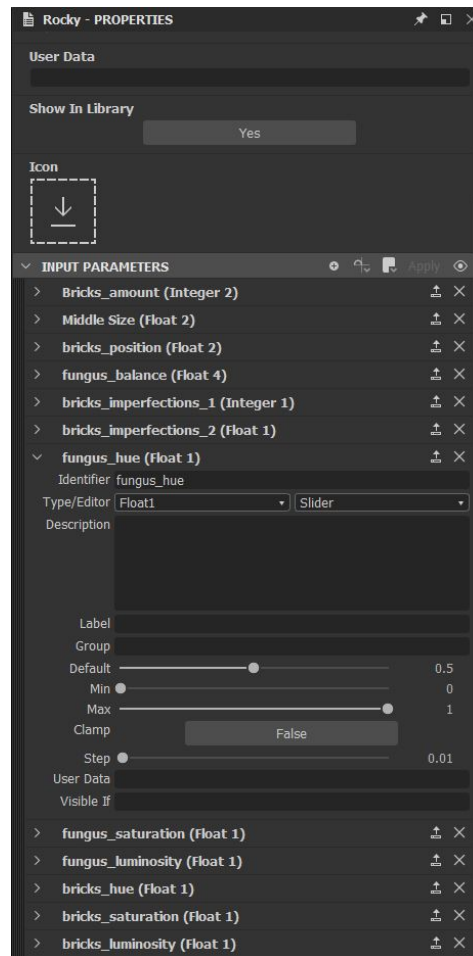 Rocky - PROPERTIES
User Data
Show In Library
Yes
Icon
INPUT PARAMETERS Apply
Bricks_amount (Integer 2)
Middle Size (Float 2)
bricks_position (Float 2)
fungus_balance (Float 4)
bricks_imperfections_1 (Integer 1)
bricks_imperfections_2 (Float 1)
fungus_hue (Float 1)
Identifier fungus_hue
Type/Editor Float1 Slider
Description
Label
Group
Default 0.5
Min 0
Max 1
Clamp False
Step 0.01
User Data
Visible If
fungus_saturation (Float 1)
fungus_luminosity (Float 1)
bricks_hue (Float 1)
bricks_saturation (Float 1)
bricks_luminosity (Float 1)